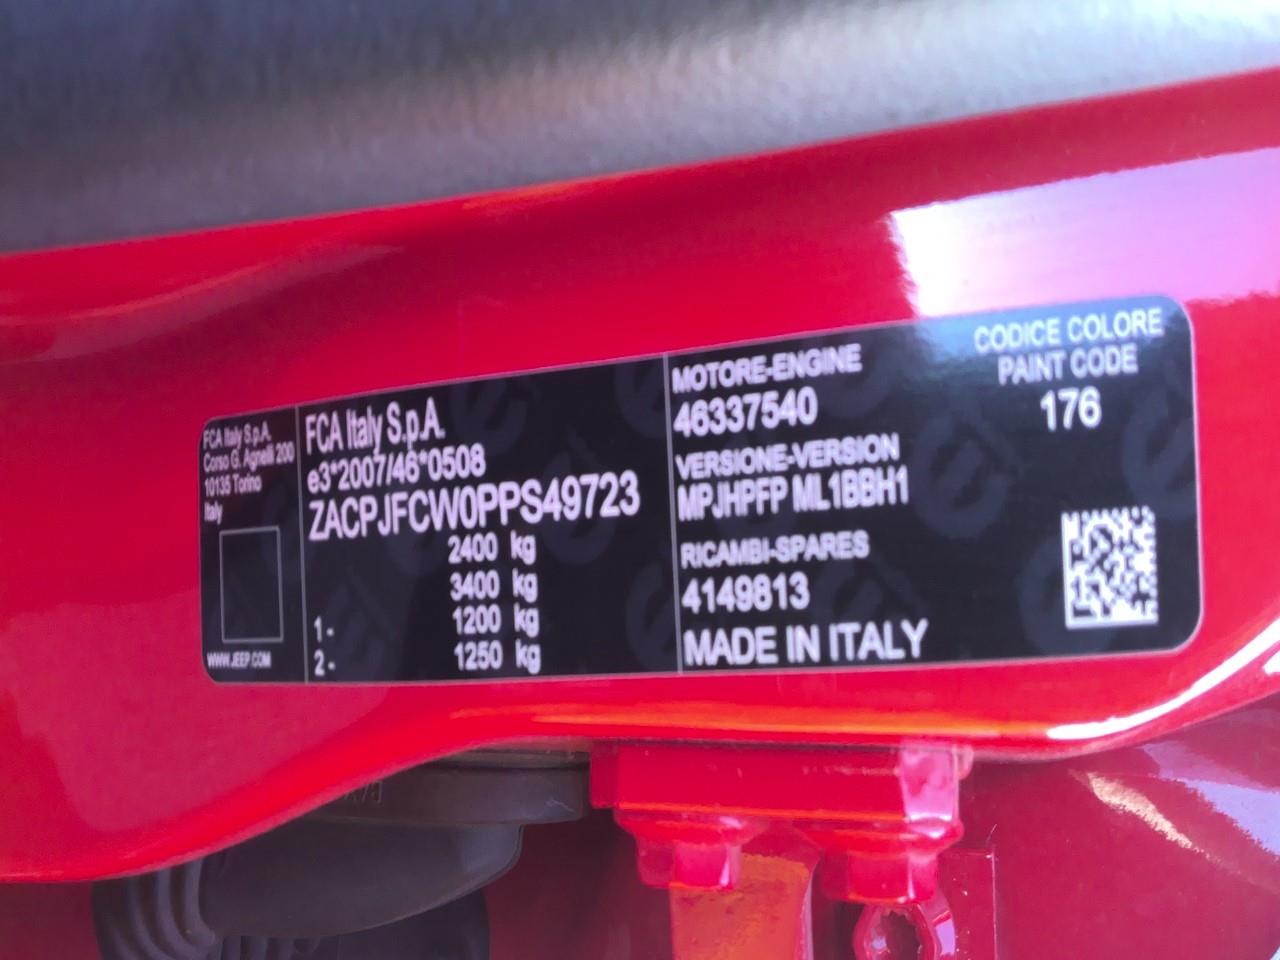 FCA Italy S.p.A.
Corso G. Agnelli 200
10135 Torino
Italy
WWW.JEEP.COM
FCA Italy S.p.A.
e3*2007/46*0508
ZACPJFCW0PPS49723
2400 kg
3400 kg
1- 1200 kg
2- 1250 kg
MOTORE-ENGINE
46337540
VERSIONE-VERSION
MPJHPFP ML1BBH1
RICAMBI-SPARES
4149813
MADE IN ITALY
CODICE COLORE
PAINT CODE
176